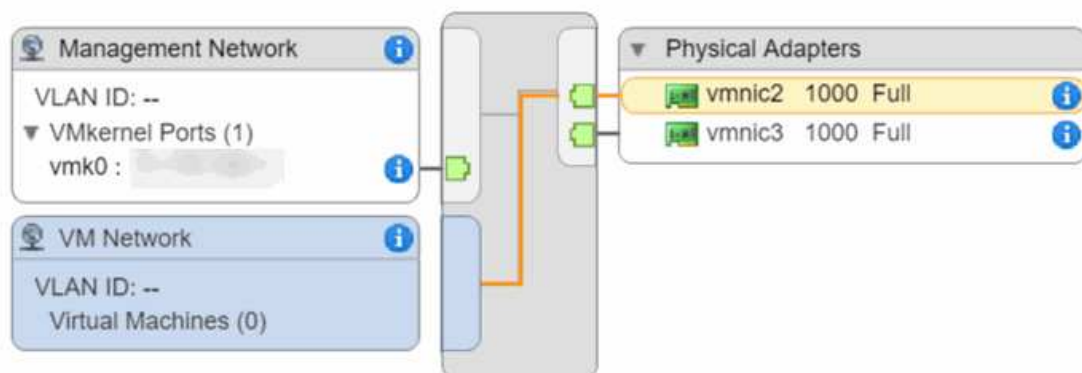 Management Network
VLAN ID: --
VMkernel Ports (1)
vmk0 :
VM Network
VLAN ID: --
Virtual Machines (0)
Physical Adapters
vmnic2 1000 Full
vmnic3 1000 Full